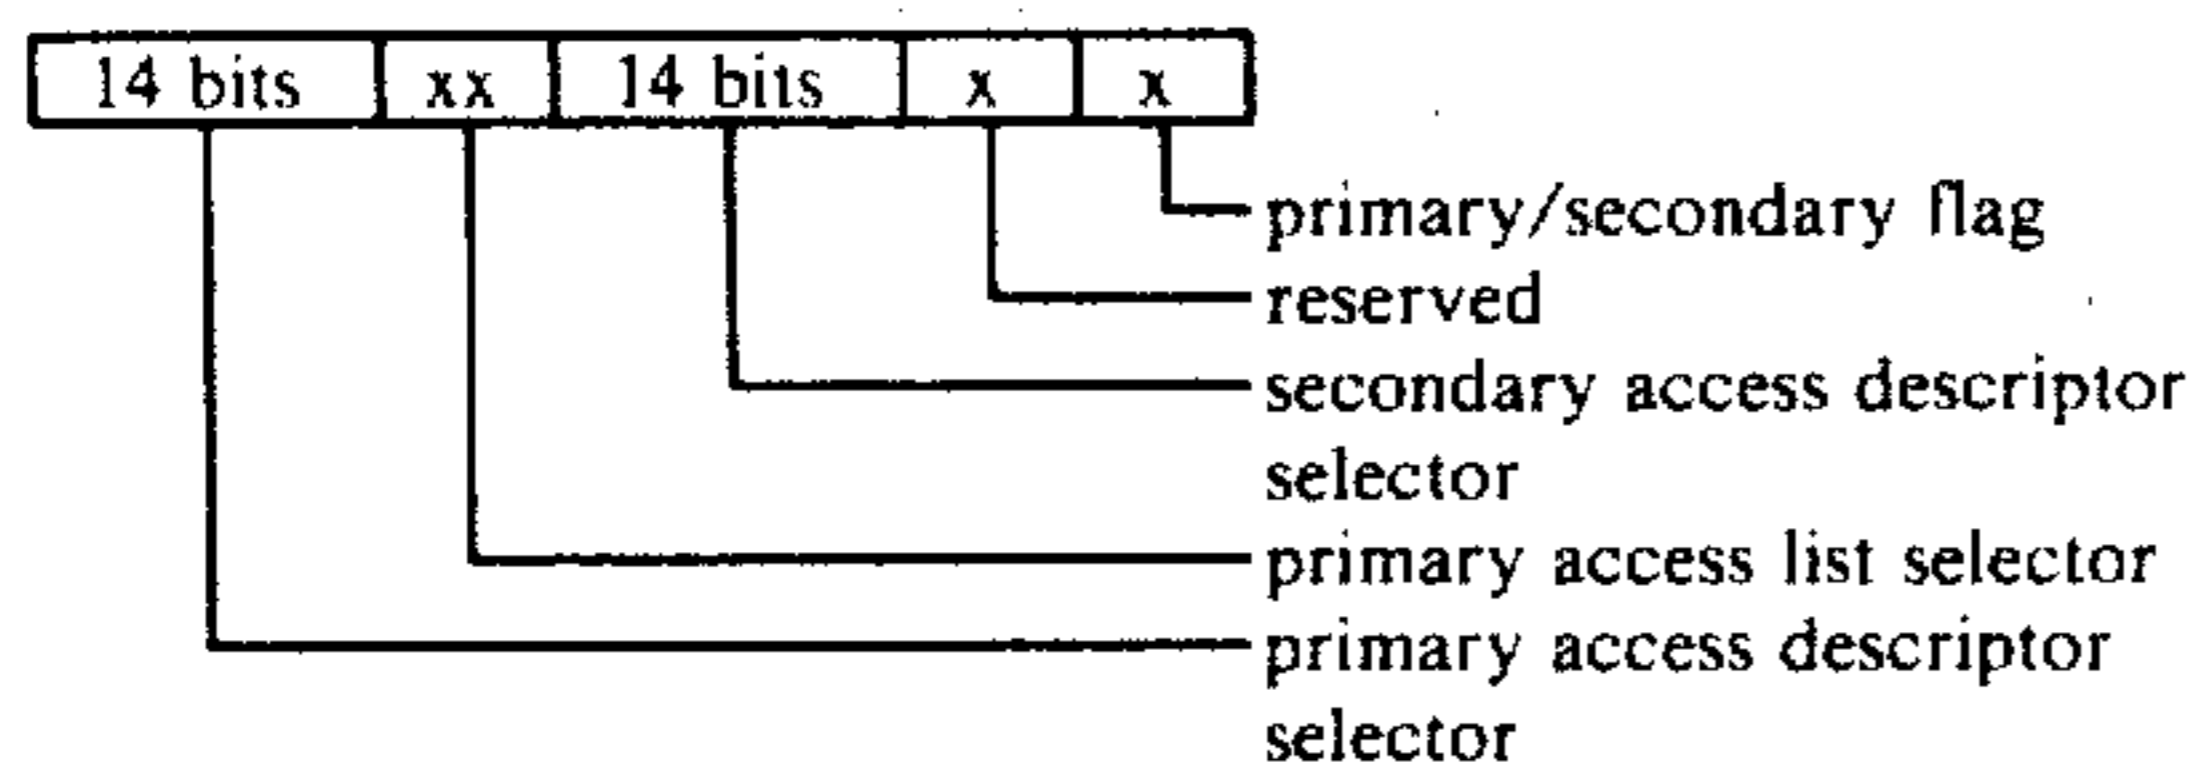 14 bits xx 14 bits x x
primary/secondary flag
reserved
secondary access descriptor
selector
primary access list selector
primary access descriptor
selector